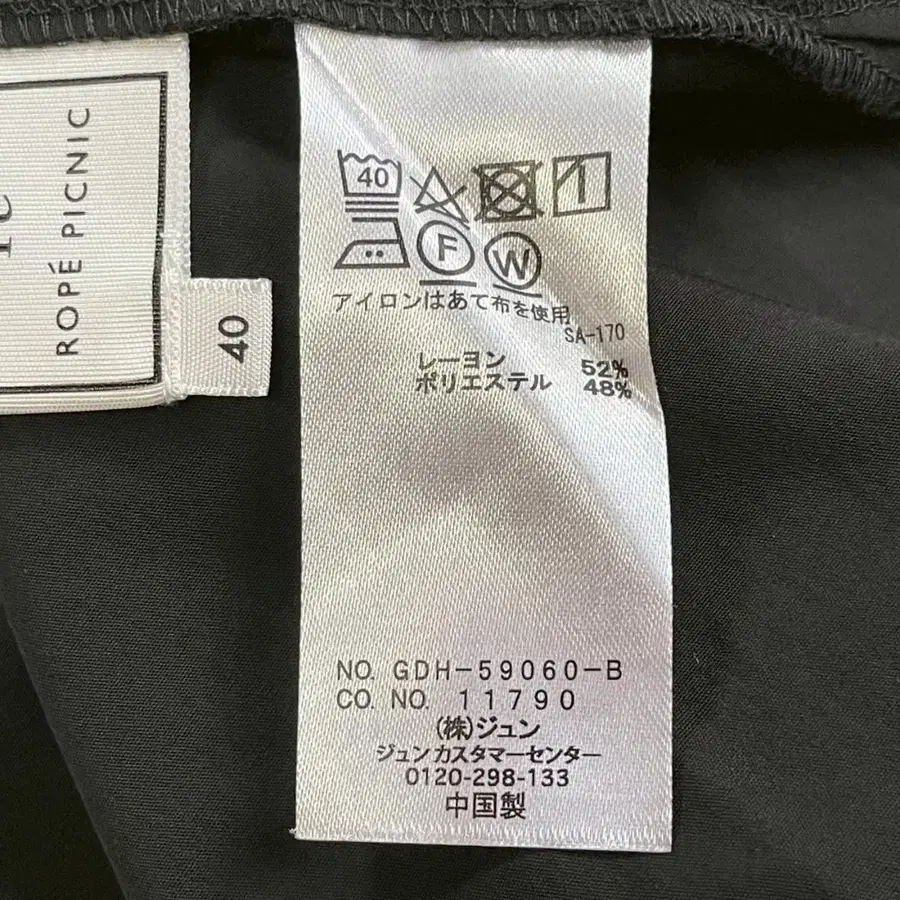 ROPÉ PICNIC
40
40
F
W
アイロンはあて布を使用
SA-170
レーヨン 52%
ポリエステル 48%
NO. GDH-59060-B
CO. NO. 11790
(株)ジュン
ジュンカスタマーセンター
0120-298-133
中国製